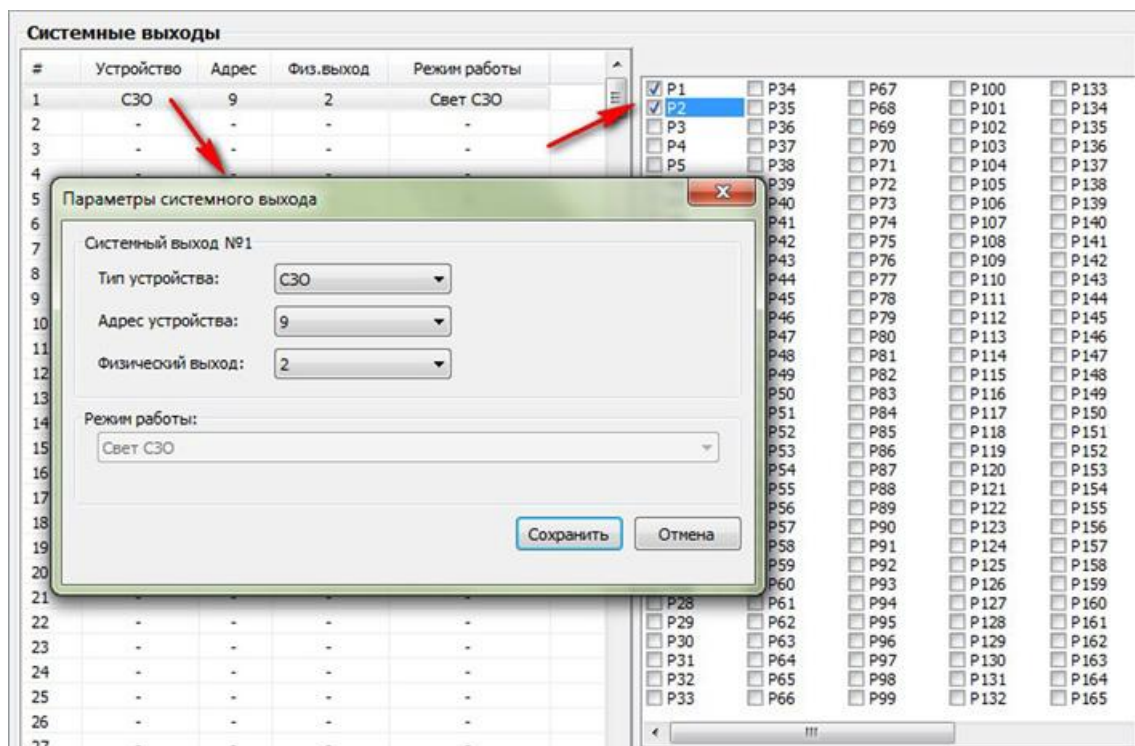 Системные выходы
# Устройство Адрес Физ.выход Режим работы
1 СЗО 9 2 Свет СЗО
2 - - - -
3 - - - -
4 - - - -
5
6
7
8
9
10
11
12
13
14
15
16
17
18
19
20
21 - - - -
22 - - - -
23 - - - -
24 - - - -
25 - - - -
26 - - - -
27
Параметры системного выхода
Системный выход №1
Тип устройства: СЗО
Адрес устройства: 9
Физический выход: 2
Режим работы:
Свет СЗО
Сохранить Отмена
P1 P34 P67 P100 P133
P2 P35 P68 P101 P134
P3 P36 P69 P102 P135
P4 P37 P70 P103 P136
P5 P38 P71 P104 P137
P39 P72 P105 P138
P40 P73 P106 P139
P41 P74 P107 P140
P42 P75 P108 P141
P43 P76 P109 P142
P44 P77 P110 P143
P45 P78 P111 P144
P46 P79 P112 P145
P47 P80 P113 P146
P48 P81 P114 P147
P49 P82 P115 P148
P50 P83 P116 P149
P51 P84 P117 P150
P52 P85 P118 P151
P53 P86 P119 P152
P54 P87 P120 P153
P55 P88 P121 P154
P56 P89 P122 P155
P57 P90 P123 P156
P58 P91 P124 P157
P59 P92 P125 P158
P60 P93 P126 P159
P28 P61 P94 P127 P160
P29 P62 P95 P128 P161
P30 P63 P96 P129 P162
P31 P64 P97 P130 P163
P32 P65 P98 P131 P164
P33 P66 P99 P132 P165